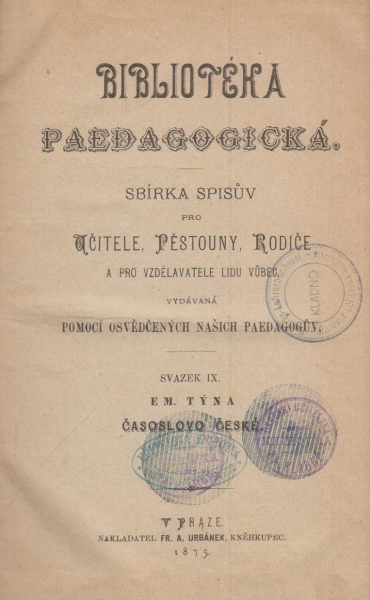 BIBLIOTÉKA
PAEDAGOGICKÁ.
SBÍRKA SPISŮV
PRO
UČITELE, PĚSTOUNY, RODIČE
A PRO VZDĚLAVATELE LIDU VŮBEC,
VYDÁVANÁ
POMOCÍ OSVĚDČENÝCH NAŠICH PAEDAGOGŮV,
KLADNO
SVAZEK IX.
EM. TÝNA
ČASOSLOVO ČESKÉ.
V PRAZE.
NAKLADATEL FR. A. URBÁNEK, KNĚHKUPEC.
1875.